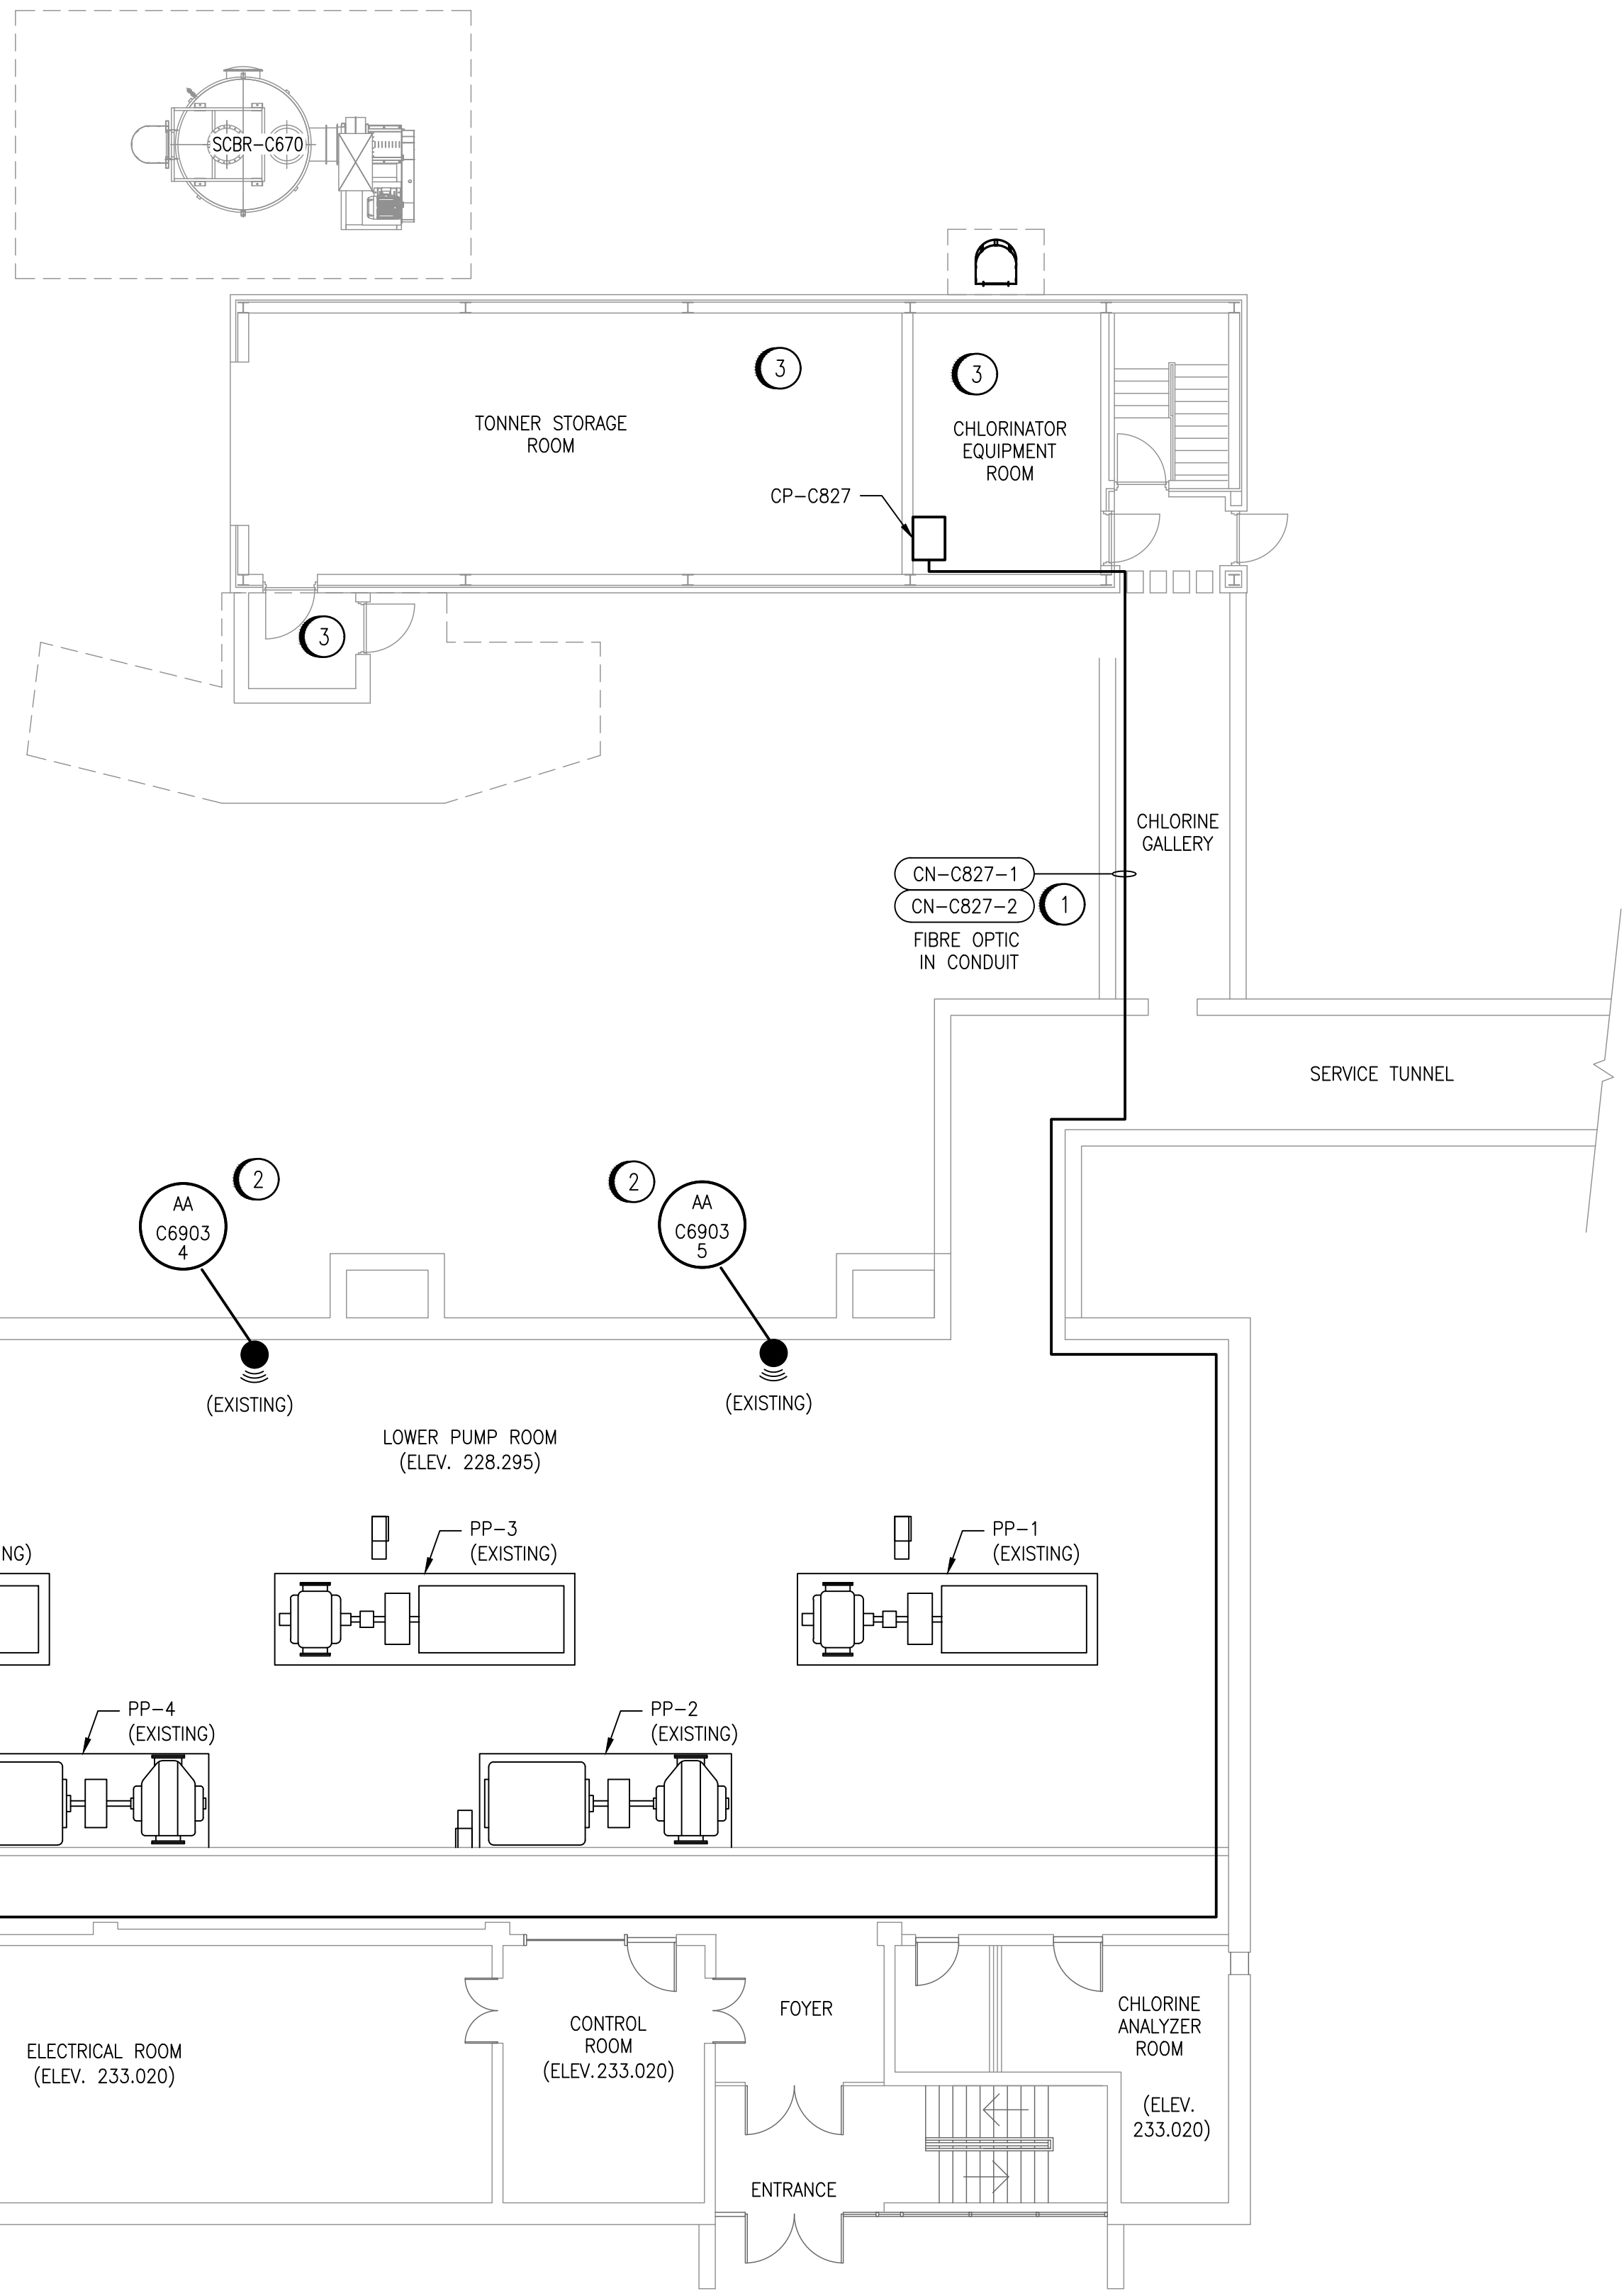 SCBR-C670
3
3
TONNER STORAGE
ROOM
CHLORINATOR
EQUIPMENT
ROOM
CP-C827
3
CHLORINE
GALLERY
CN-C827-1
CN-C827-2
1
FIBRE OPTIC
IN CONDUIT
SERVICE TUNNEL
2
AA
C6903
4
2
AA
C6903
5
(EXISTING)
(EXISTING)
LOWER PUMP ROOM
(ELEV. 228.295)
NG)
PP-3
(EXISTING)
PP-1
(EXISTING)
PP-4
(EXISTING)
PP-2
(EXISTING)
ELECTRICAL ROOM
(ELEV. 233.020)
CONTROL
ROOM
(ELEV.233.020)
FOYER
CHLORINE
ANALYZER
ROOM
(ELEV.
233.020)
ENTRANCE